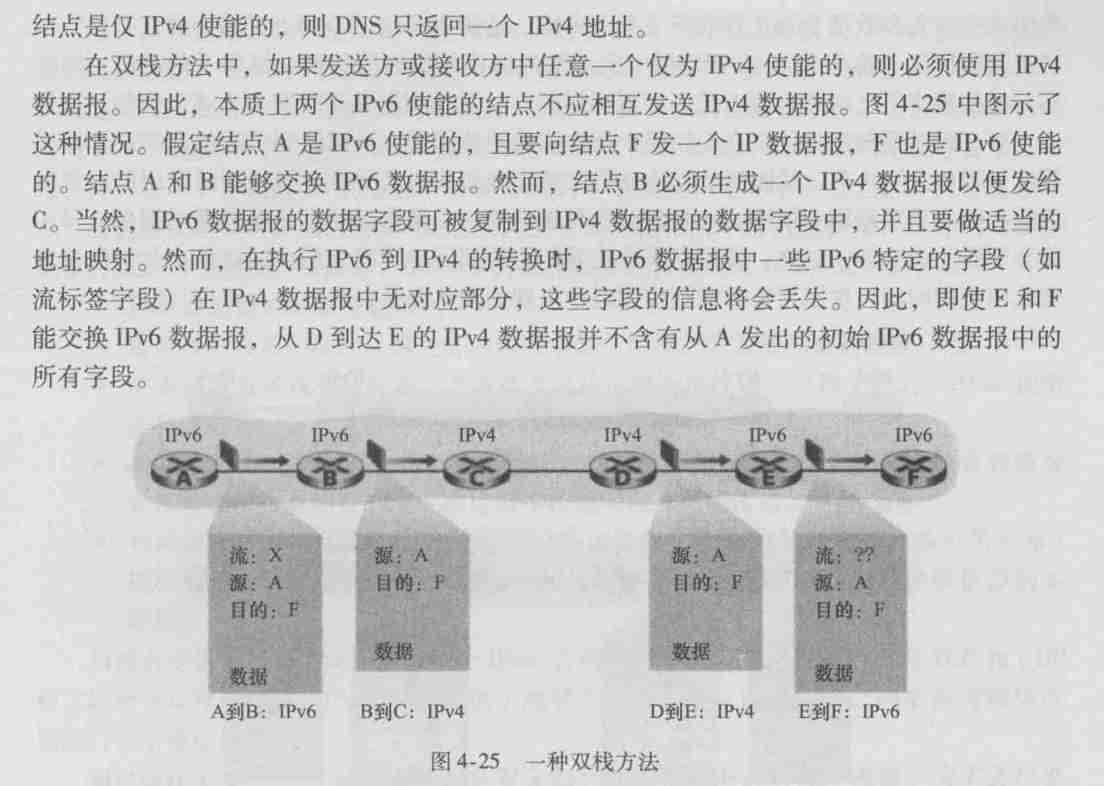 结点是仅 IPv4 使能的，则 DNS 只返回一个 IPv4 地址。
在双栈方法中，如果发送方或接收方中任意一个仅为 IPv4 使能的，则必须使用 IPv4
数据报。因此，本质上两个 IPv6 使能的结点不应相互发送 IPv4 数据报。图 4-25 中图示了
这种情况。假定结点 A 是 IPv6 使能的，且要向结点 F 发一个 IP 数据报，F 也是 IPv6 使能
的。结点 A 和 B 能够交换 IPv6 数据报。然而，结点 B 必须生成一个 IPv4 数据报以便发给
C。当然，IPv6 数据报的数据字段可被复制到 IPv4 数据报的数据字段中，并且要做适当的
地址映射。然而，在执行 IPv6 到 IPv4 的转换时，IPv6 数据报中一些 IPv6 特定的字段（如
流标签字段）在 IPv4 数据报中无对应部分，这些字段的信息将会丢失。因此，即使 E 和 F
能交换 IPv6 数据报，从 D 到达 E 的 IPv4 数据报并不含有从 A 发出的初始 IPv6 数据报中的
所有字段。
IPv6 IPv6 IPv4 IPv4 IPv6 IPv6
A B C D E F
流：X
源：A
目的：F
数据
A到B：IPv6
源：A
目的：F
数据
B到C：IPv4
源：A
目的：F
数据
D到E：IPv4
流：??
源：A
目的：F
数据
E到F：IPv6
图 4-25 一种双栈方法